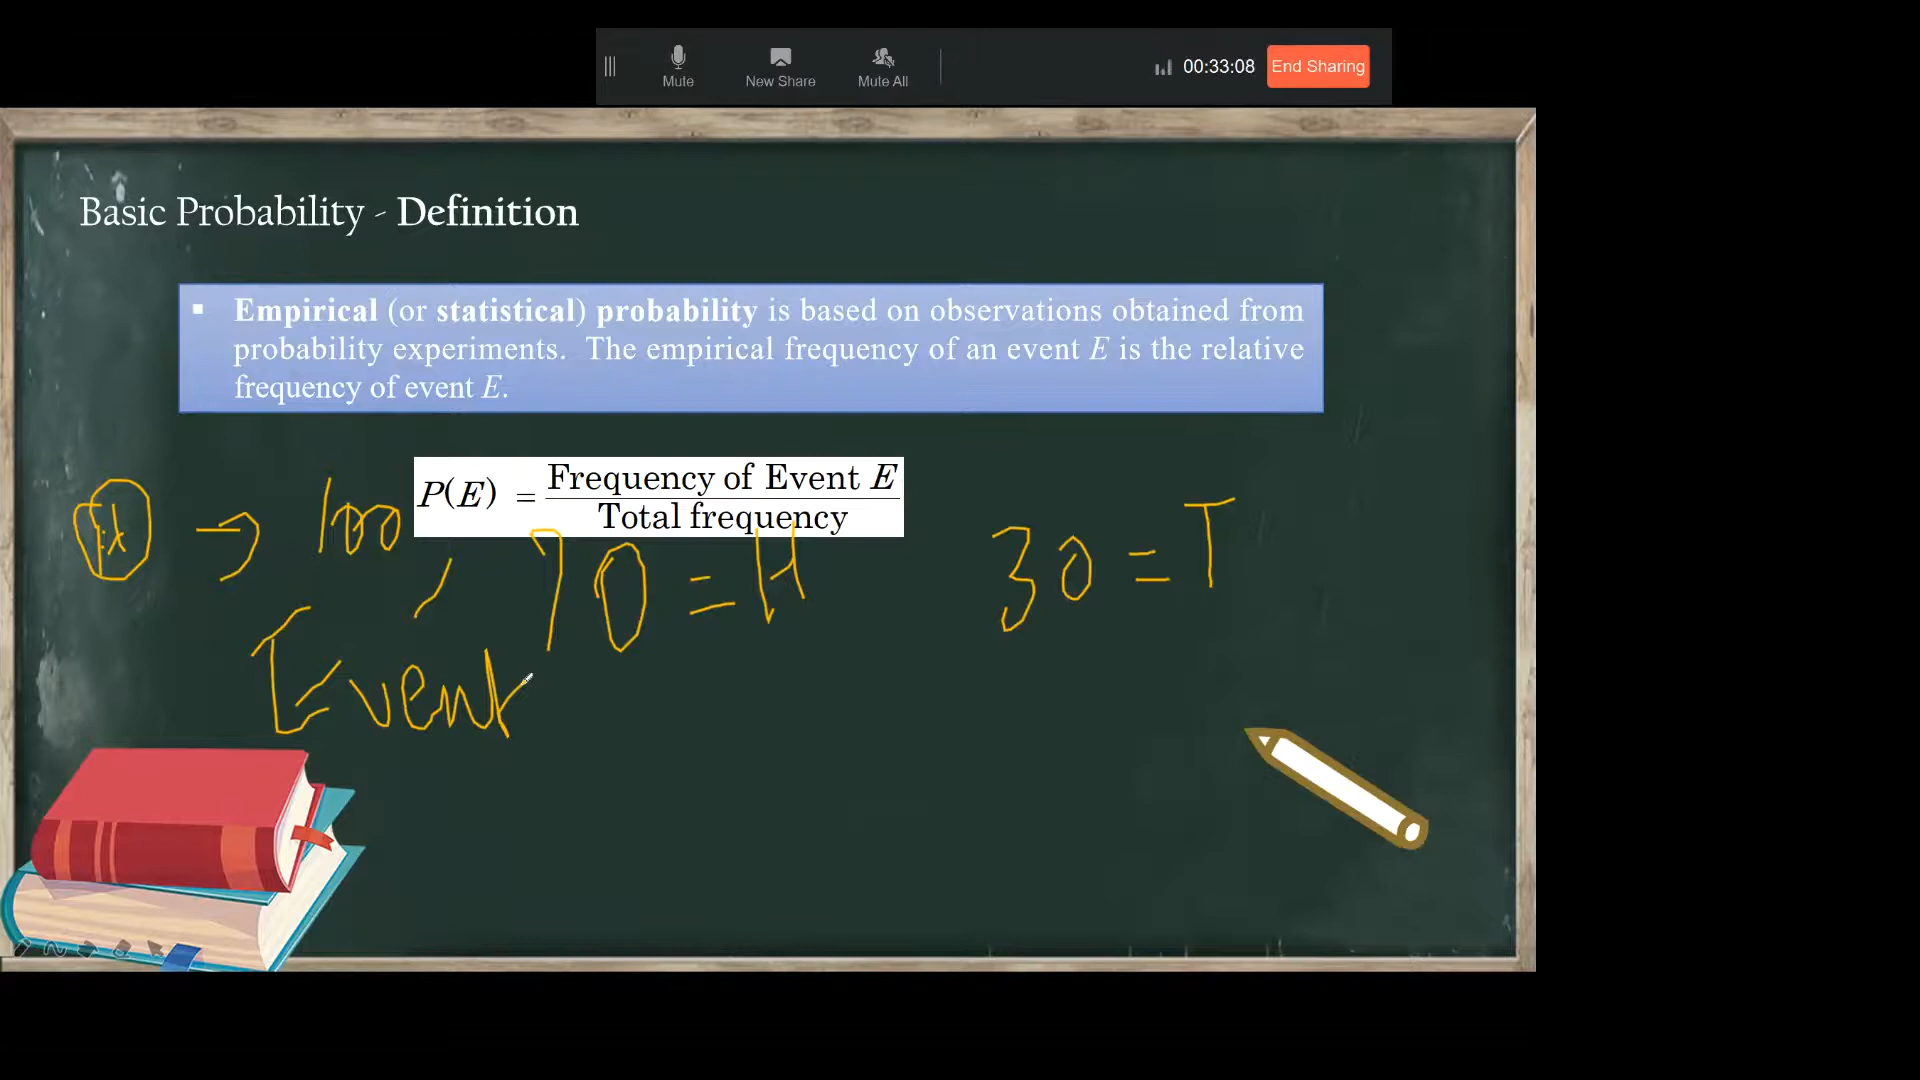 00:33:08 End Sharing
Mute New Share Mute All
Basic Probability - Definition
▪ Empirical (or statistical) probability is based on observations obtained from
probability experiments. The empirical frequency of an event E is the relative
frequency of event E.
P(E) = Frequency of Event E
Total frequency
→ 100
70 = H
30 = T
Event